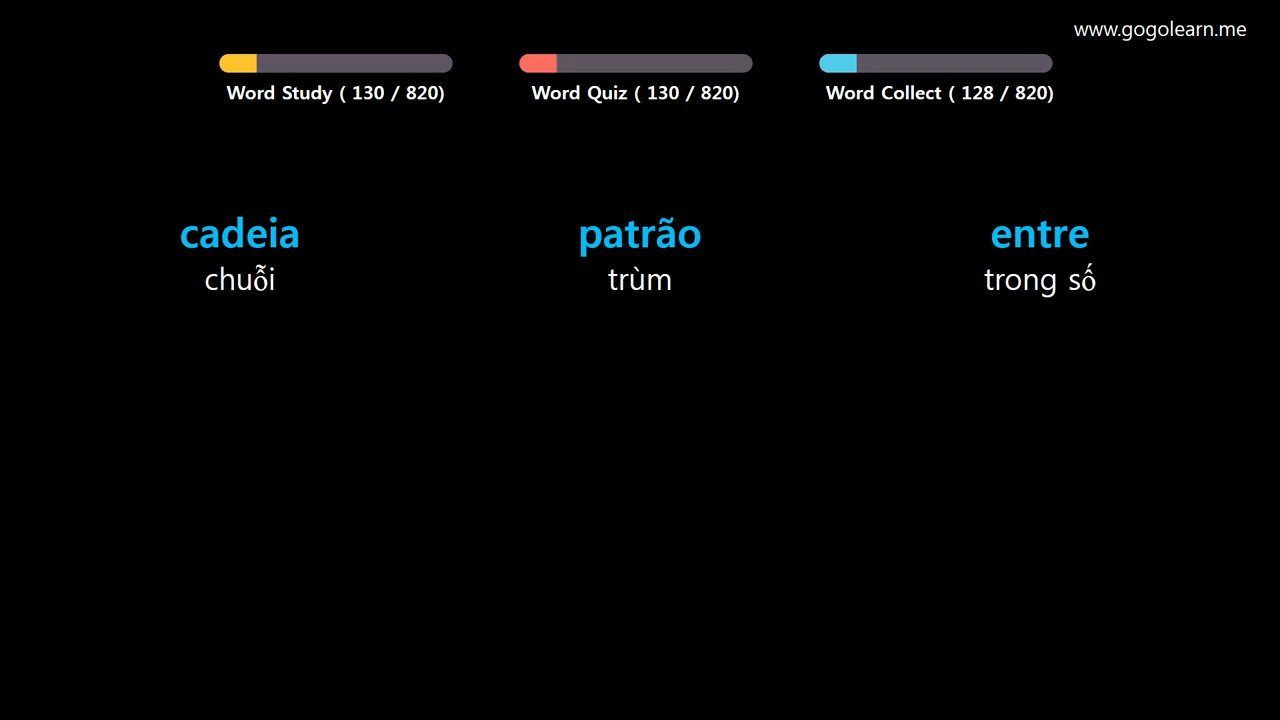 www.gogolearn.me
Word Study ( 130 / 820)
Word Quiz ( 130 / 820)
Word Collect ( 128 / 820)
cadeia
chuỗi
patrão
trùm
entre
trong số